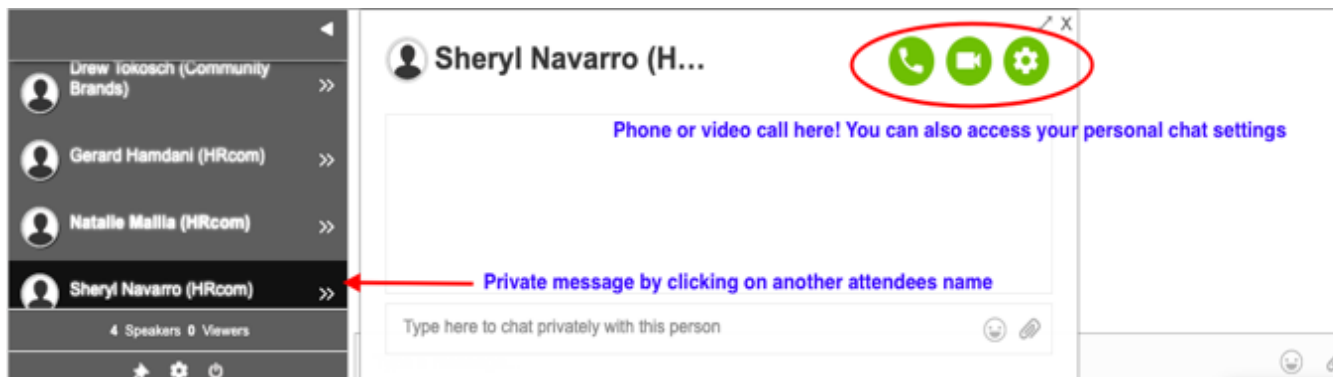 Drew Tokosch (Community
Brands)
Gerard Hamdani (HRcom)
Natalie Mallia (HRcom)
Sheryl Navarro (HRcom)
4 Speakers 0 Viewers
X
Sheryl Navarro (H...
Phone or video call here! You can also access your personal chat settings
Private message by clicking on another attendees name
Type here to chat privately with this person